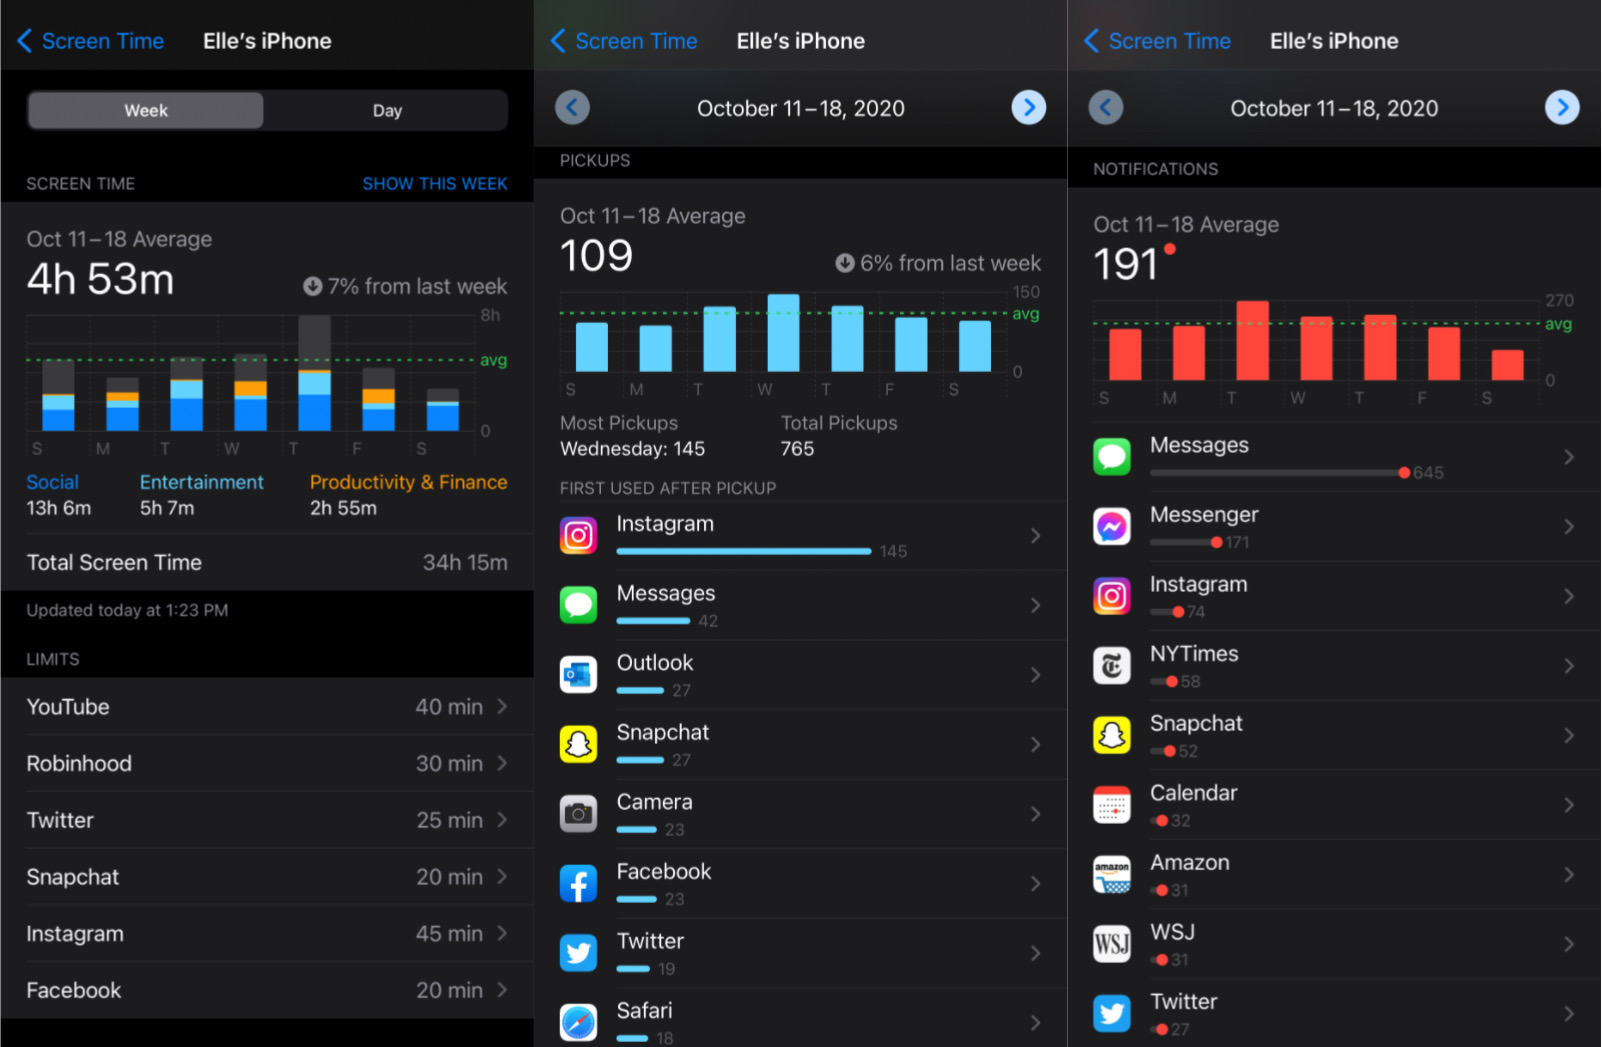 Screen Time
Elle's iPhone
Week
Day
SCREEN TIME
SHOW THIS WEEK
Oct 11–18 Average
4h 53m
7% from last week
8h
avg
0
S M T W T F S
Social
Entertainment
Productivity & Finance
13h 6m
5h 7m
2h 55m
Total Screen Time
34h 15m
Updated today at 1:23 PM
LIMITS
YouTube
40 min
Robinhood
30 min
Twitter
25 min
Snapchat
20 min
Instagram
45 min
Facebook
20 min
Screen Time
Elle's iPhone
October 11–18, 2020
PICKUPS
Oct 11–18 Average
109
6% from last week
150
avg
0
S M T W T F S
Most Pickups
Total Pickups
Wednesday: 145
765
FIRST USED AFTER PICKUP
Instagram
145
Messages
42
Outlook
27
Snapchat
27
Camera
23
Facebook
23
Twitter
19
Safari
18
Screen Time
Elle's iPhone
October 11–18, 2020
NOTIFICATIONS
Oct 11–18 Average
191
270
avg
0
S M T W T F S
Messages
645
Messenger
171
Instagram
74
NYTimes
58
Snapchat
52
Calendar
32
amazon
Amazon
31
WSJ
WSJ
31
Twitter
27